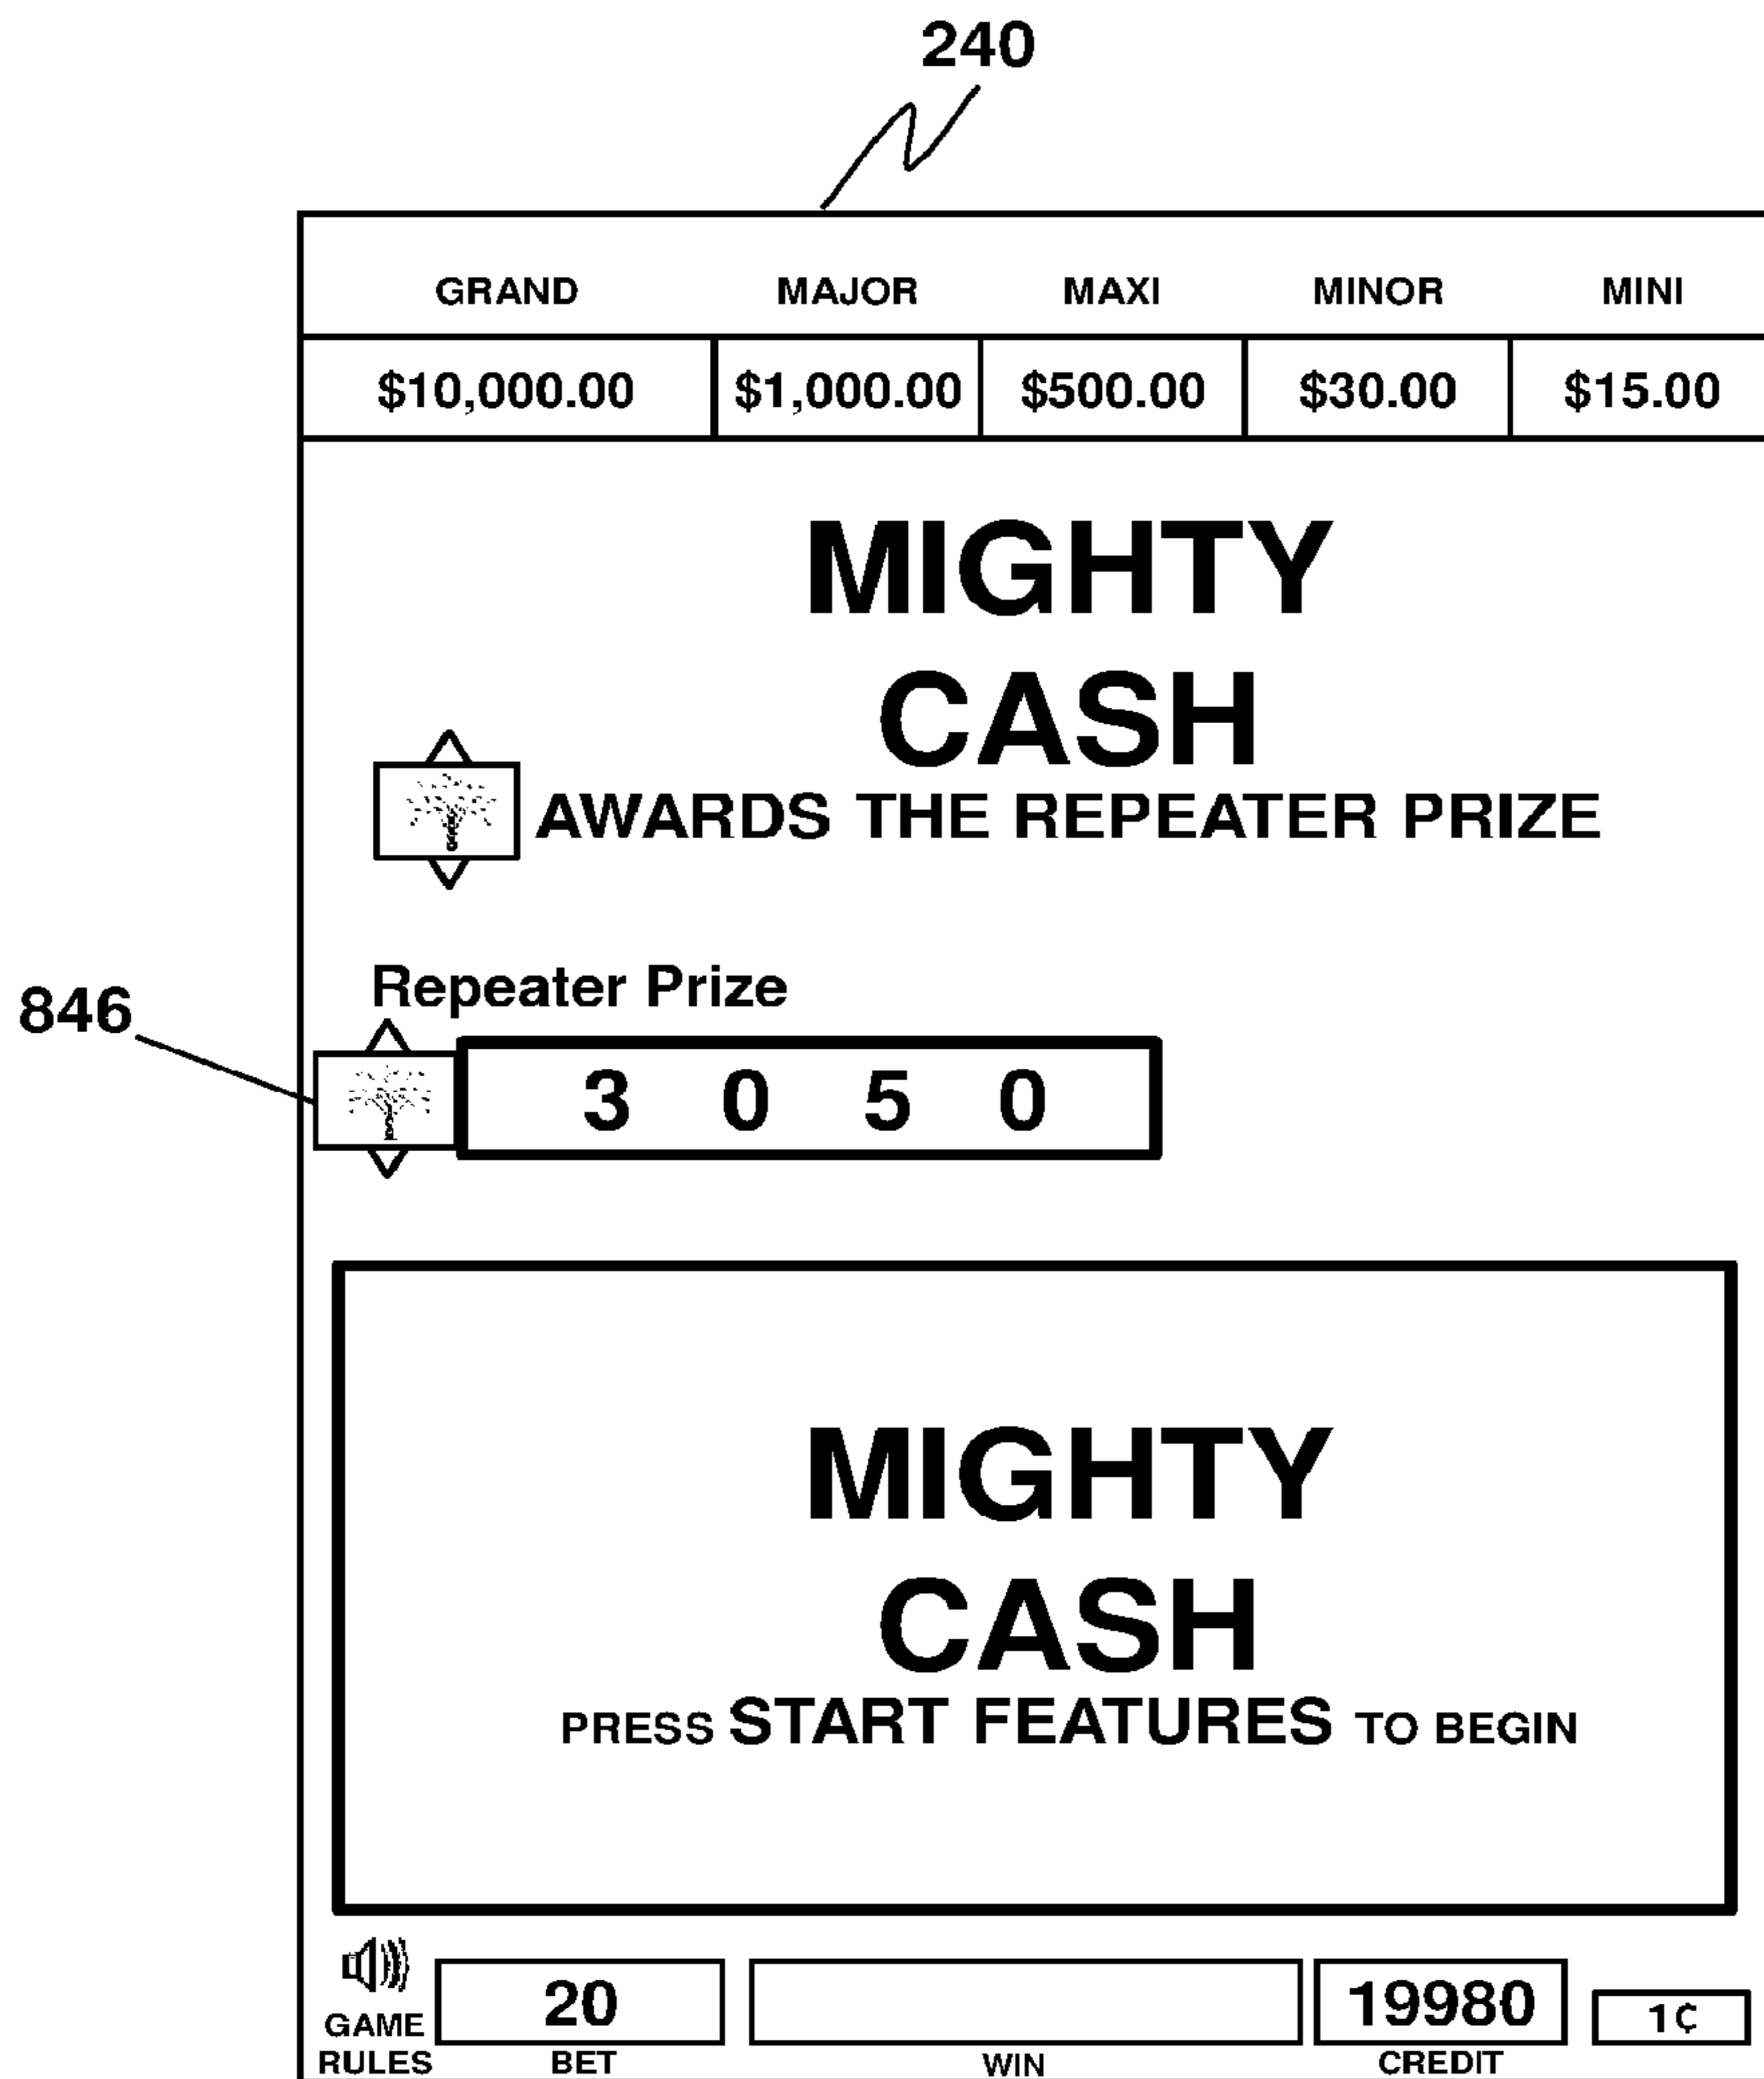 240
GRAND MAJOR MAXI MINOR MINI
$10,000.00 $1,000.00 $500.00 $30.00 $15.00
MIGHTY
CASH
AWARDS THE REPEATER PRIZE
Repeater Prize
846
3 0 5 0
MIGHTY
CASH
PRESS START FEATURES TO BEGIN
20 19980 1¢
GAME
RULES BET WIN CREDIT